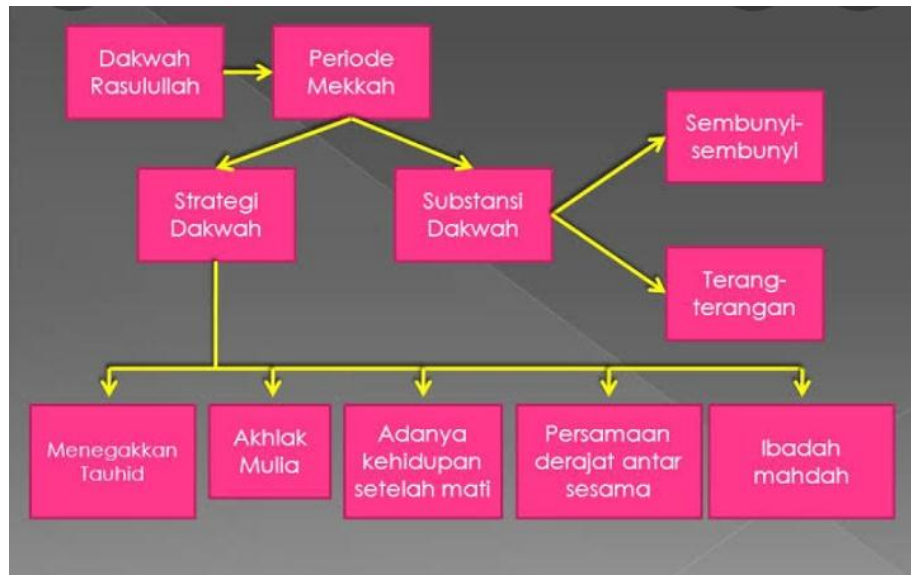 Dakwah
Rasulullah
Periode
Mekkah
Sembunyi-
sembunyi
Strategi
Dakwah
Substansi
Dakwah
Terang-
terangan
Menegakkan
Tauhid
Akhlak
Mulia
Adanya
kehidupan
setelah mati
Persamaan
derajat antar
sesama
Ibadah
mahdah